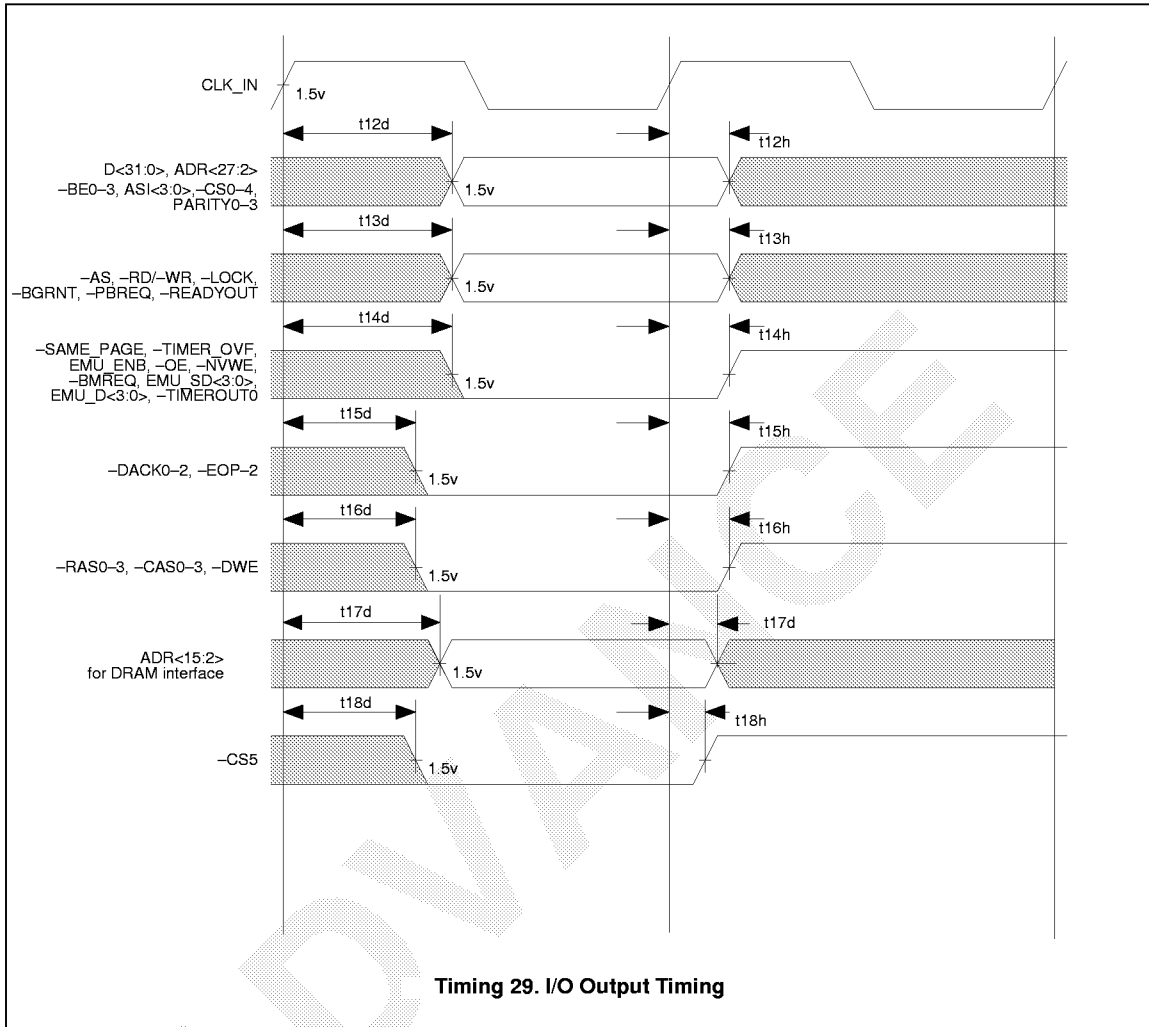 CLK_IN
1.5v
t12d
t12h
D<31:0>, ADR<27:2>
–BE0–3, ASI<3:0>,–CS0–4,
PARITY0–3
1.5v
t13d
t13h
–AS, –RD/–WR, –LOCK,
–BGRNT, –PBREQ, –READYOUT
1.5v
t14d
t14h
–SAME_PAGE, –TIMER_OVF,
EMU_ENB, –OE, –NVWE,
–BMREQ, EMU_SD<3:0>,
EMU_D<3:0>, –TIMEROUT0
1.5v
t15d
t15h
–DACK0–2, –EOP–2
1.5v
t16d
t16h
–RAS0–3, –CAS0–3, –DWE
1.5v
t17d
t17d
ADR<15:2>
for DRAM interface
1.5v
t18d
t18h
–CS5
1.5v
DVANCE
Timing 29. I/O Output Timing